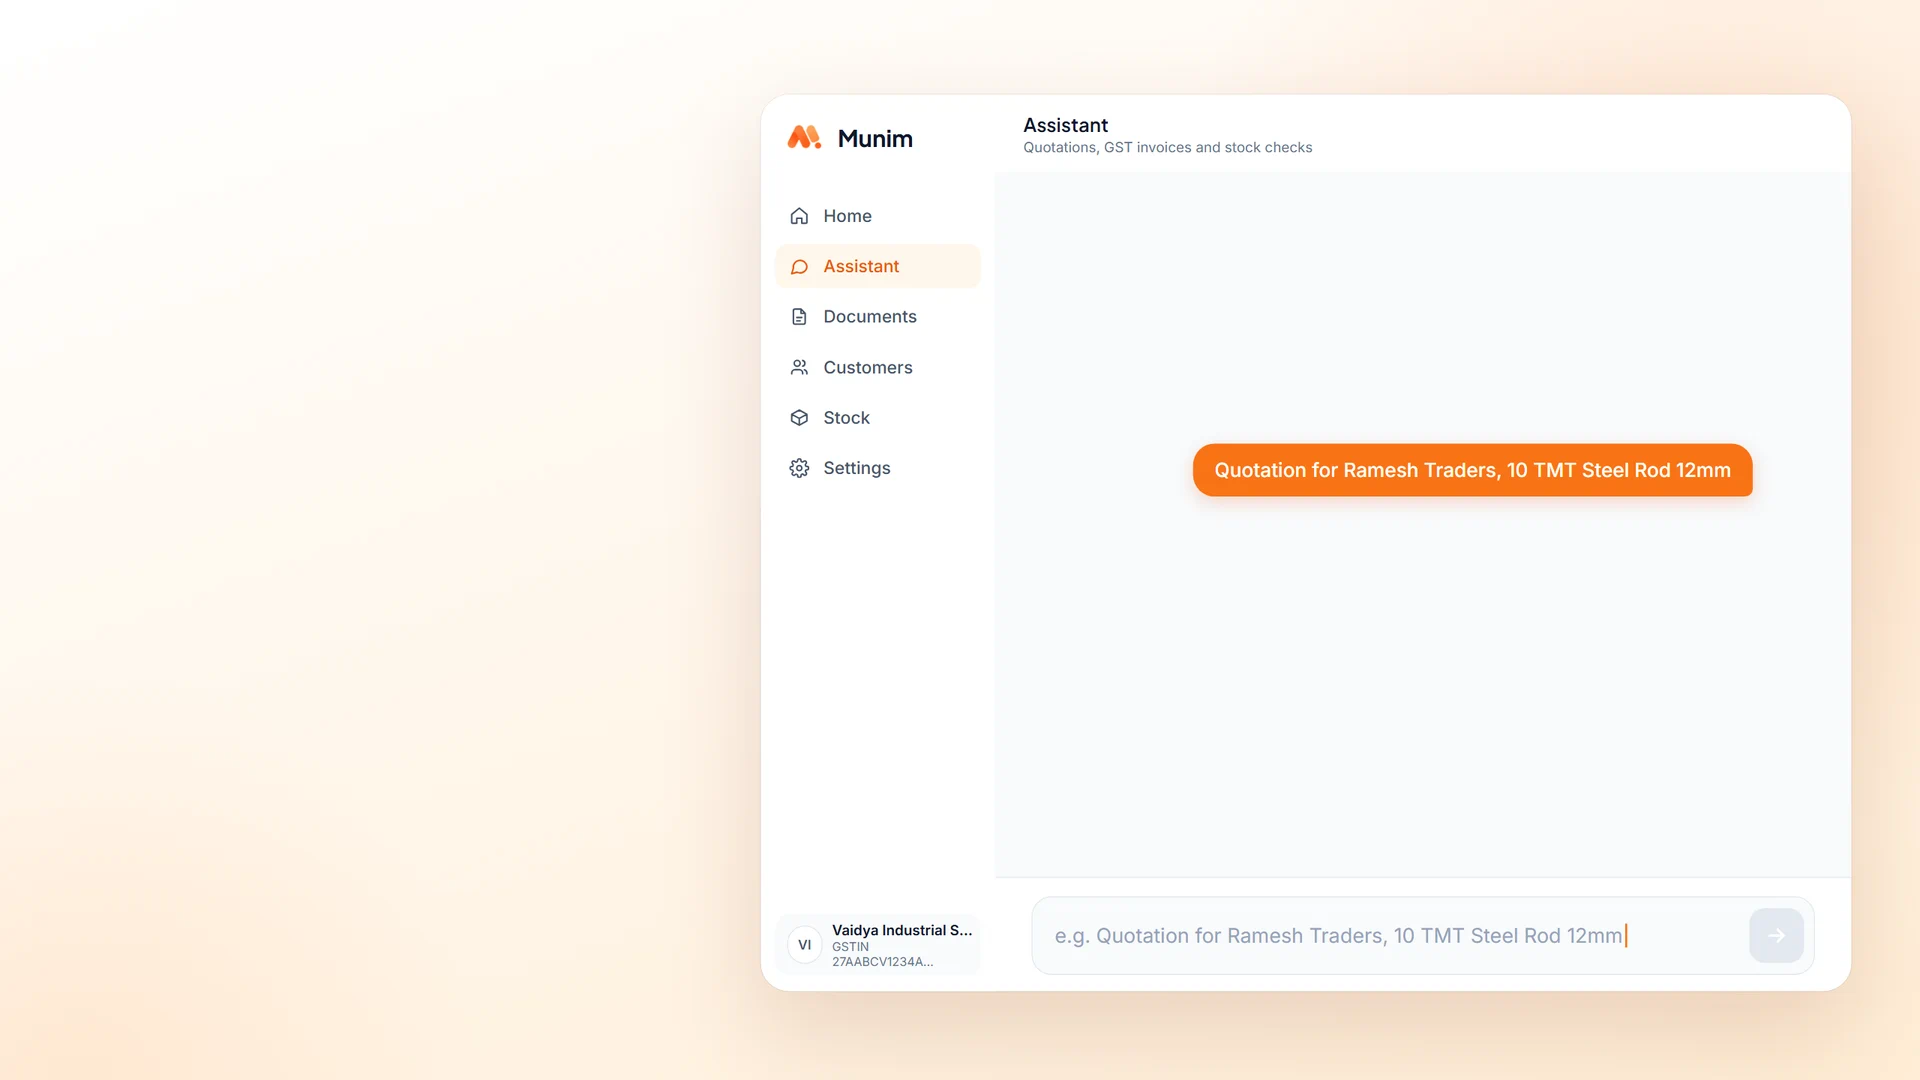 Munim
Home
Assistant
Documents
Customers
Stock
Settings
VI
Vaidya Industrial S...
GSTIN
27AABCV1234A...
Assistant
Quotations, GST invoices and stock checks
Quotation for Ramesh Traders, 10 TMT Steel Rod 12mm
e.g. Quotation for Ramesh Traders, 10 TMT Steel Rod 12mm